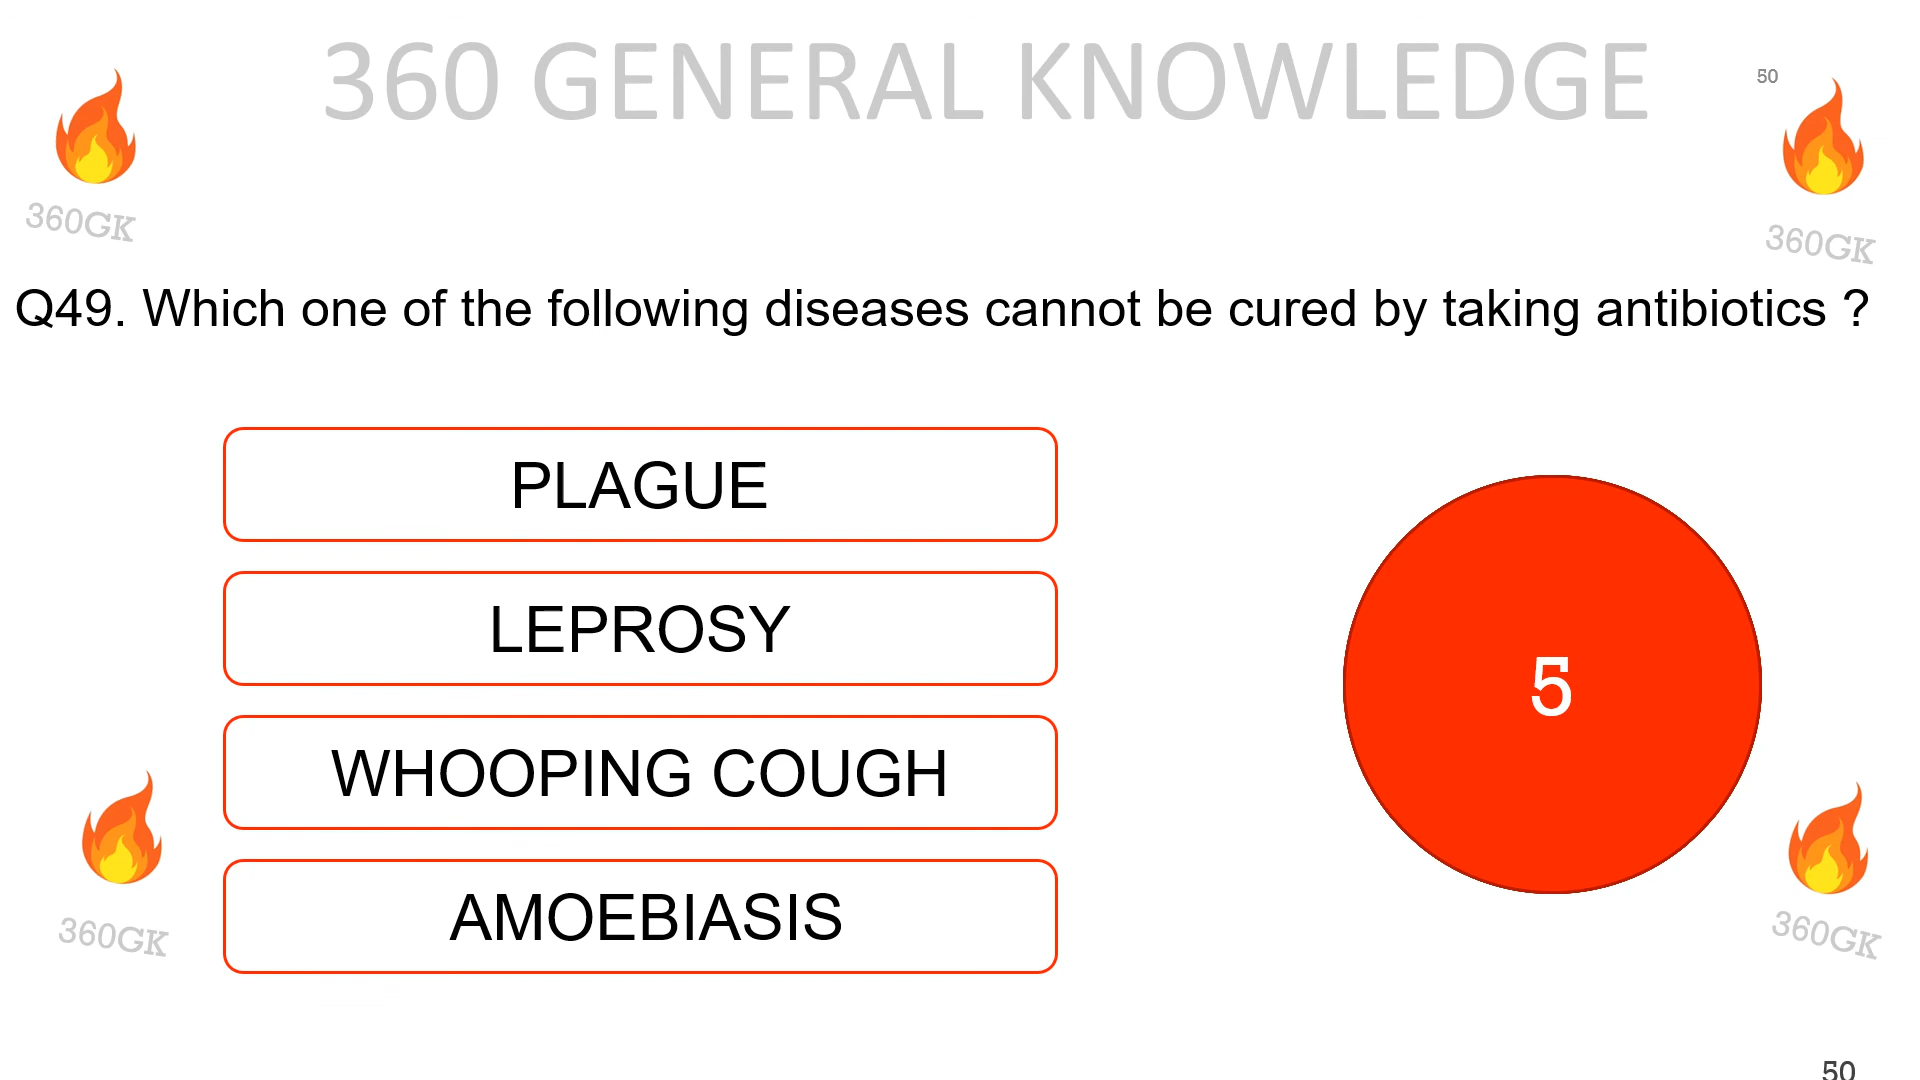 360 GENERAL KNOWLEDGE
50
360GK
360GK
Q49. Which one of the following diseases cannot be cured by taking antibiotics ?
PLAGUE
LEPROSY
WHOOPING COUGH
AMOEBIASIS
5
360GK
360GK
50